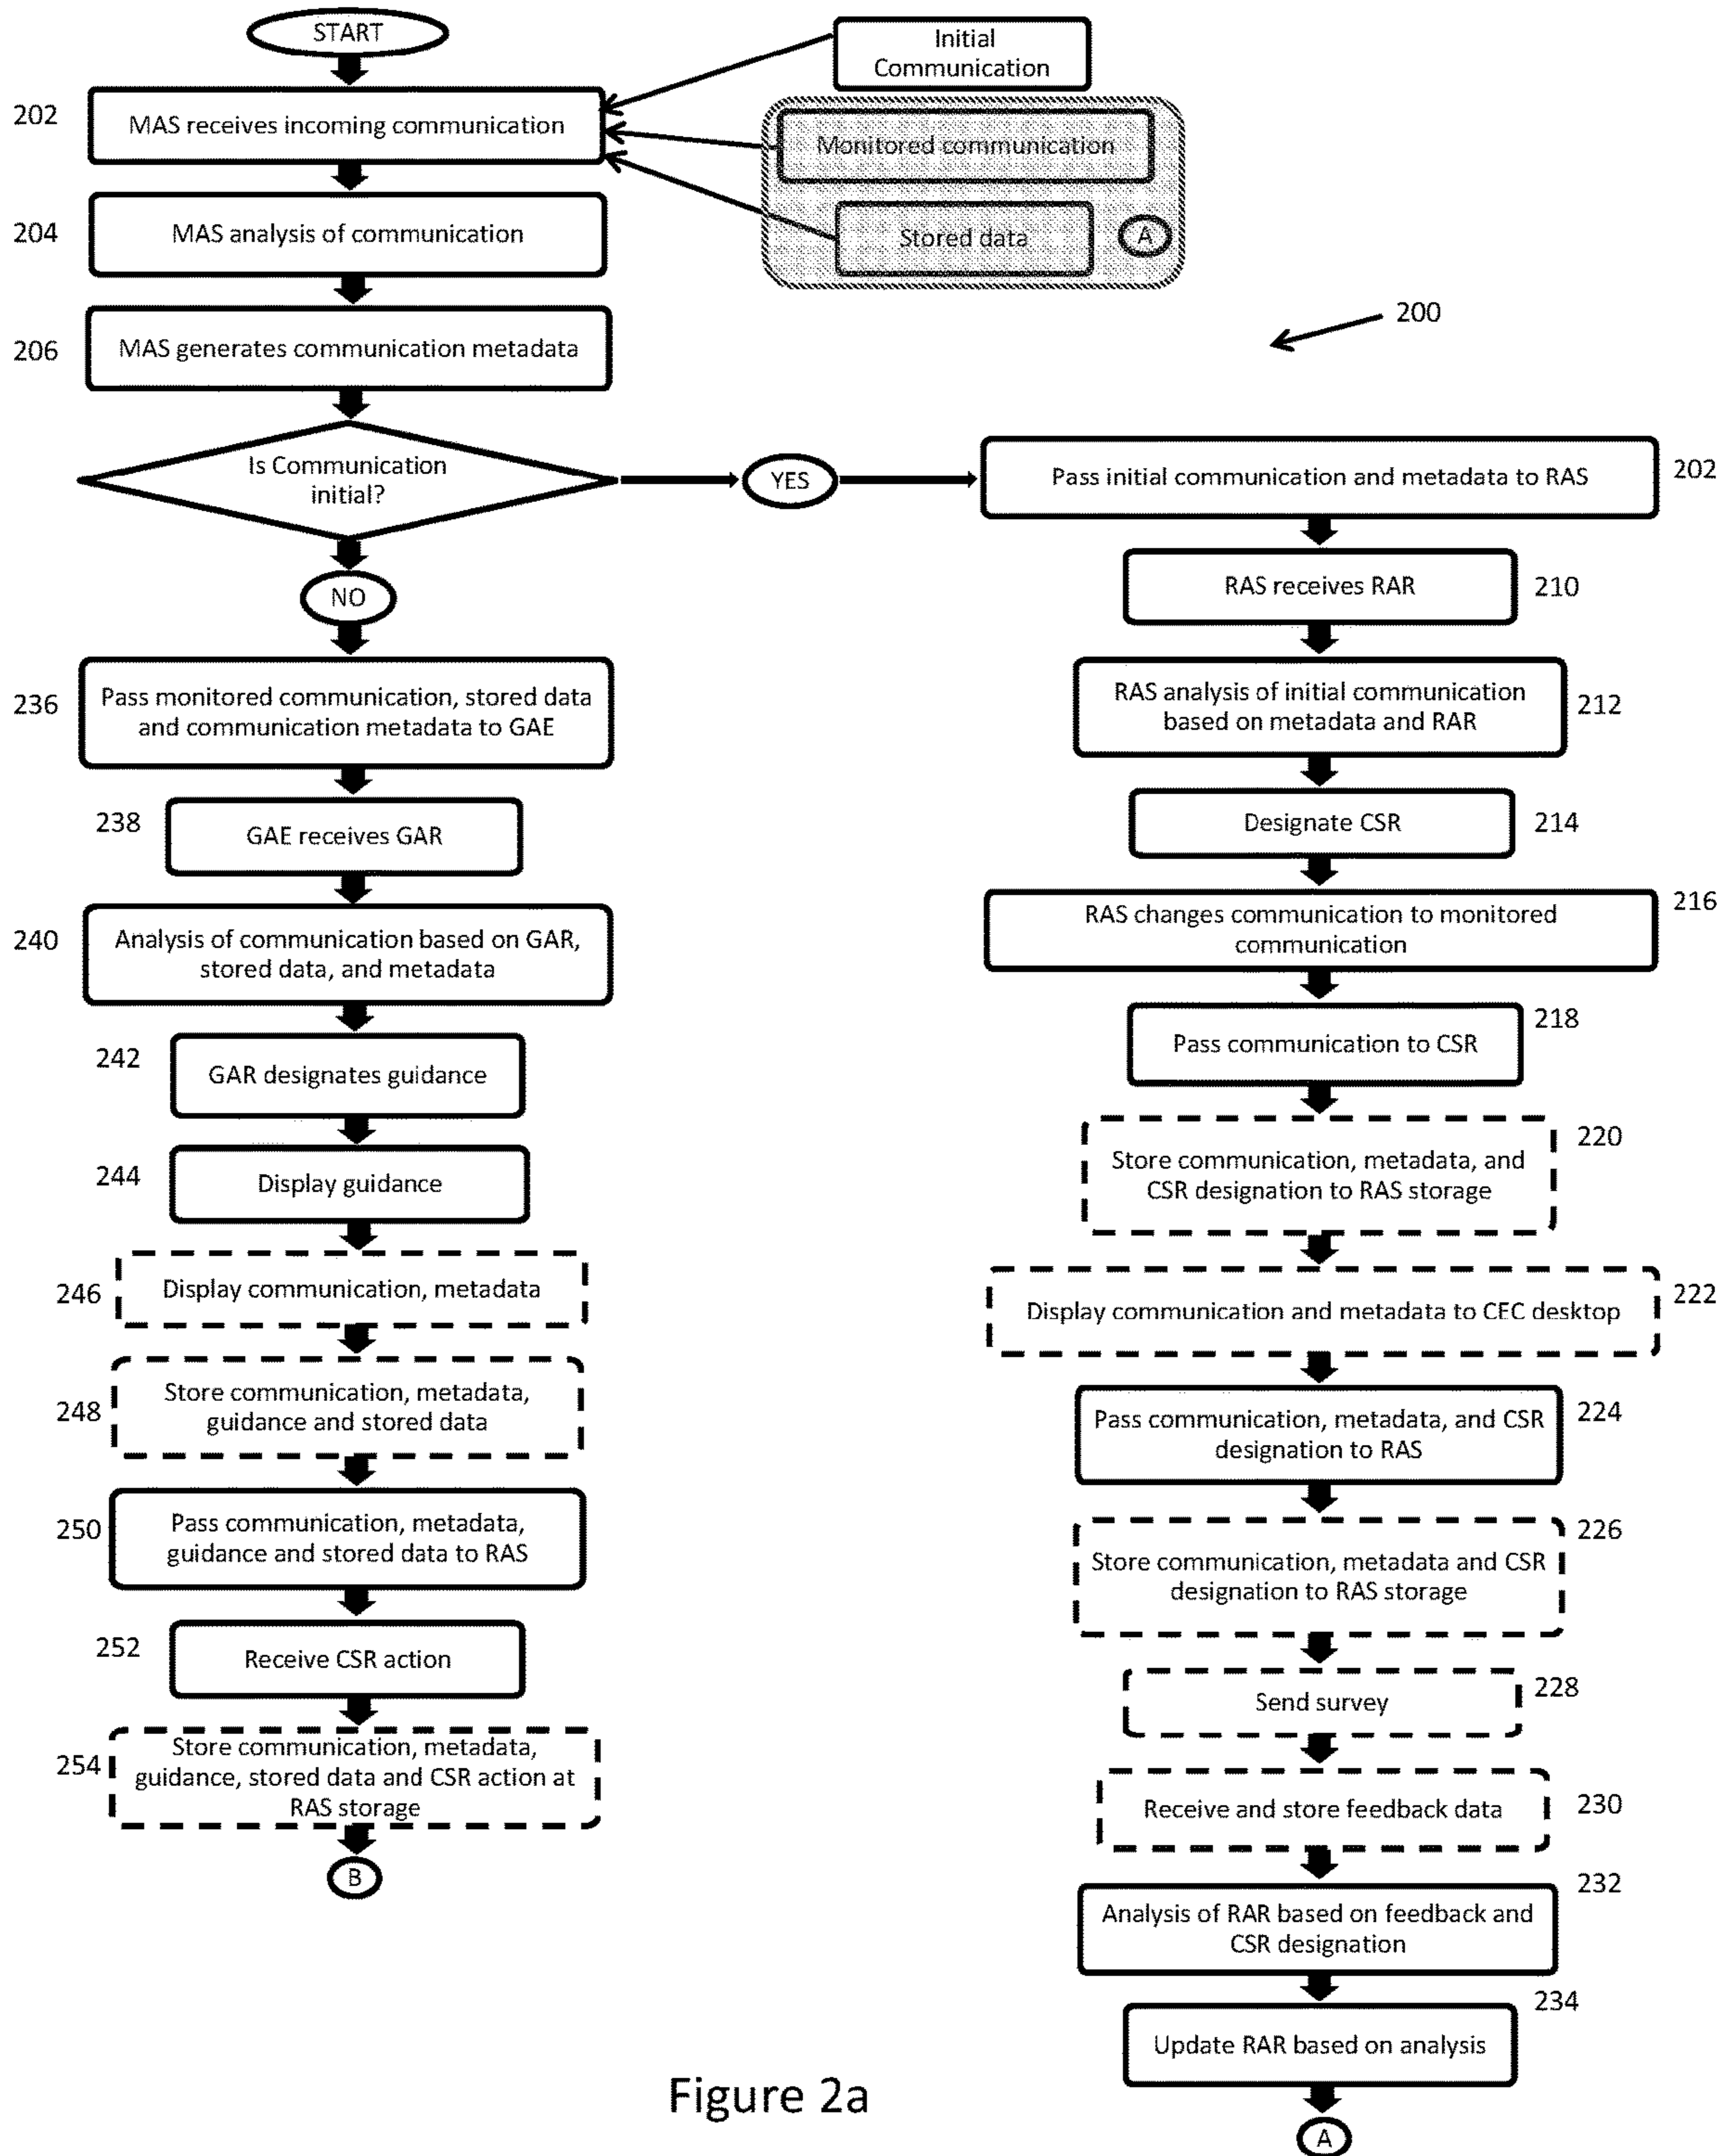 START
Initial
Communication
202
MAS receives incoming communication
Monitored communication
204
MAS analysis of communication
Stored data
A
206
MAS generates communication metadata
200
Is Communication
initial?
YES
Pass initial communication and metadata to RAS
202
NO
RAS receives RAR
210
236
Pass monitored communication, stored data
and communication metadata to GAE
RAS analysis of initial communication
based on metadata and RAR
212
238
GAE receives GAR
Designate CSR
214
240
Analysis of communication based on GAR,
stored data, and metadata
RAS changes communication to monitored
communication
216
242
GAR designates guidance
Pass communication to CSR
218
244
Display guidance
Store communication, metadata, and
CSR designation to RAS storage
220
246
Display communication, metadata
Display communication and metadata to CEC desktop
222
248
Store communication, metadata,
guidance and stored data
Pass communication, metadata, and CSR
designation to RAS
224
250
Pass communication, metadata,
guidance and stored data to RAS
Store communication, metadata and CSR
designation to RAS storage
226
252
Receive CSR action
Send survey
228
254
Store communication, metadata,
guidance, stored data and CSR action at
RAS storage
Receive and store feedback data
230
B
Analysis of RAR based on feedback and
CSR designation
232
Update RAR based on analysis
234
Figure 2a
A